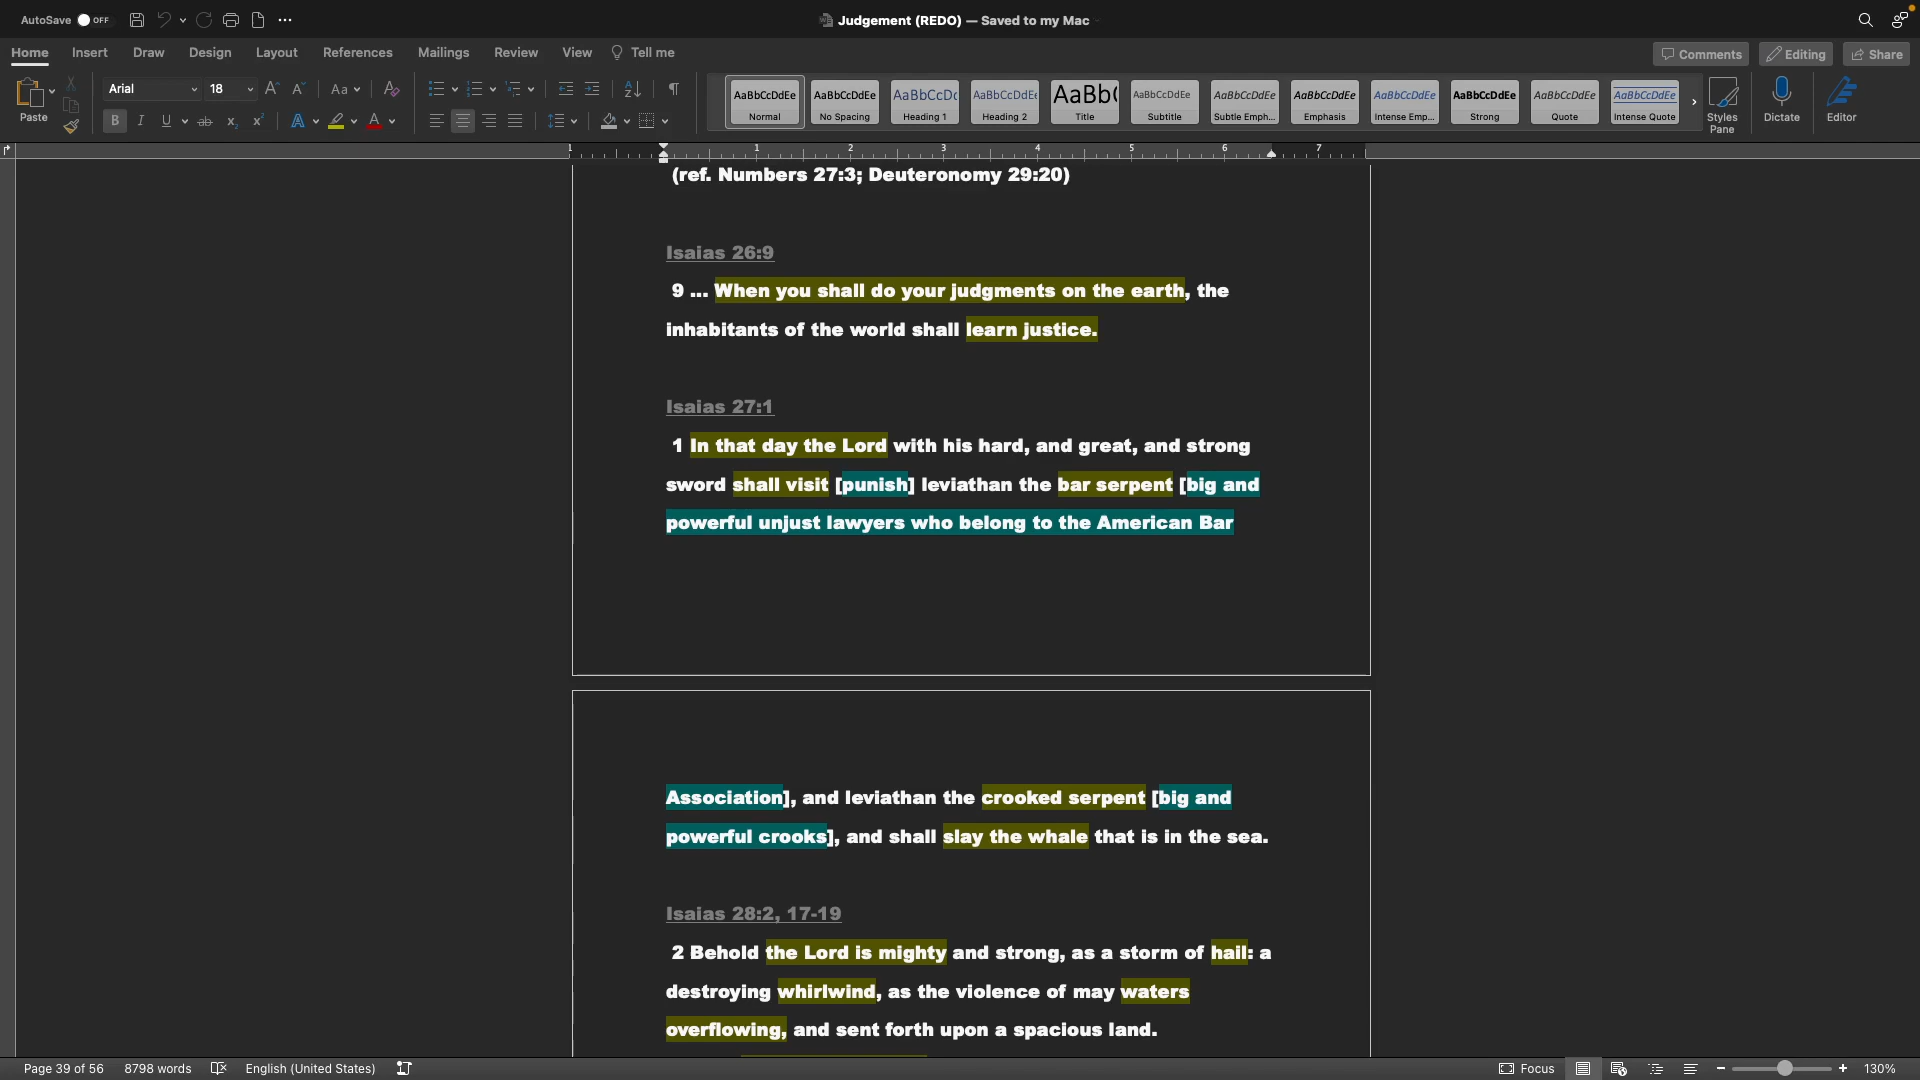 AutoSave OFF
Judgement (REDO) — Saved to my Mac
Home Insert Draw Design Layout References Mailings Review View Tell me
Comments Editing Share
Paste
Arial 18
AaBbCcDdEe AaBbCcDdEe AaBbCcDc AaBbCcDdEe AaBb( AaBbCcDdEe AaBbCcDdEe AaBbCcDdEe AaBbCcDdEe AaBbCcDdEe AaBbCcDdEe AaBbCcDdEe
Normal No Spacing Heading 1 Heading 2 Title Subtitle Subtle Emph... Emphasis Intense Emp... Strong Quote Intense Quote
Styles Pane
Dictate
Editor
1 1 2 3 4 5 6 7
(ref. Numbers 27:3; Deuteronomy 29:20)
Isaias 26:9
9 ... When you shall do your judgments on the earth, the
inhabitants of the world shall learn justice.
Isaias 27:1
1 In that day the Lord with his hard, and great, and strong
sword shall visit [punish] leviathan the bar serpent [big and
powerful unjust lawyers who belong to the American Bar
Association], and leviathan the crooked serpent [big and
powerful crooks], and shall slay the whale that is in the sea.
Isaias 28:2, 17-19
2 Behold the Lord is mighty and strong, as a storm of hail: a
destroying whirlwind, as the violence of may waters
overflowing, and sent forth upon a spacious land.
Page 39 of 56 8798 words English (United States) Focus 130%